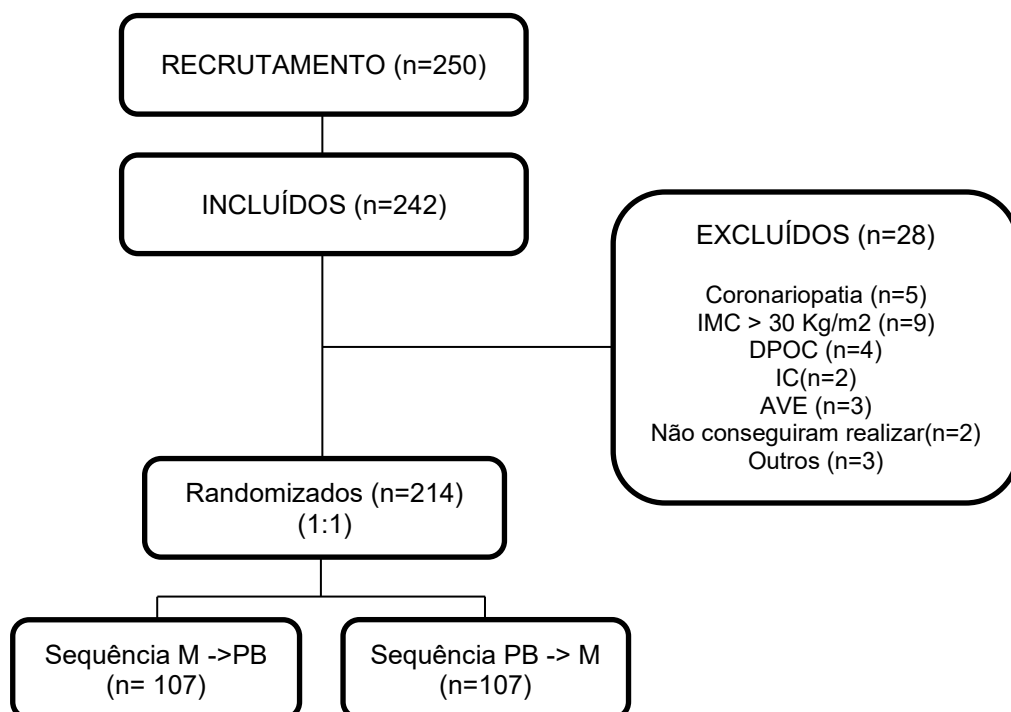 RECRUTAMENTO (n=250)
INCLUÍDOS (n=242)
EXCLUÍDOS (n=28)
Coronariopatia (n=5)
IMC > 30 Kg/m2 (n=9)
DPOC (n=4)
IC(n=2)
AVE (n=3)
Não conseguiram realizar(n=2)
Outros (n=3)
Randomizados (n=214)
(1:1)
Sequência M ->PB
(n= 107)
Sequência PB -> M
(n=107)